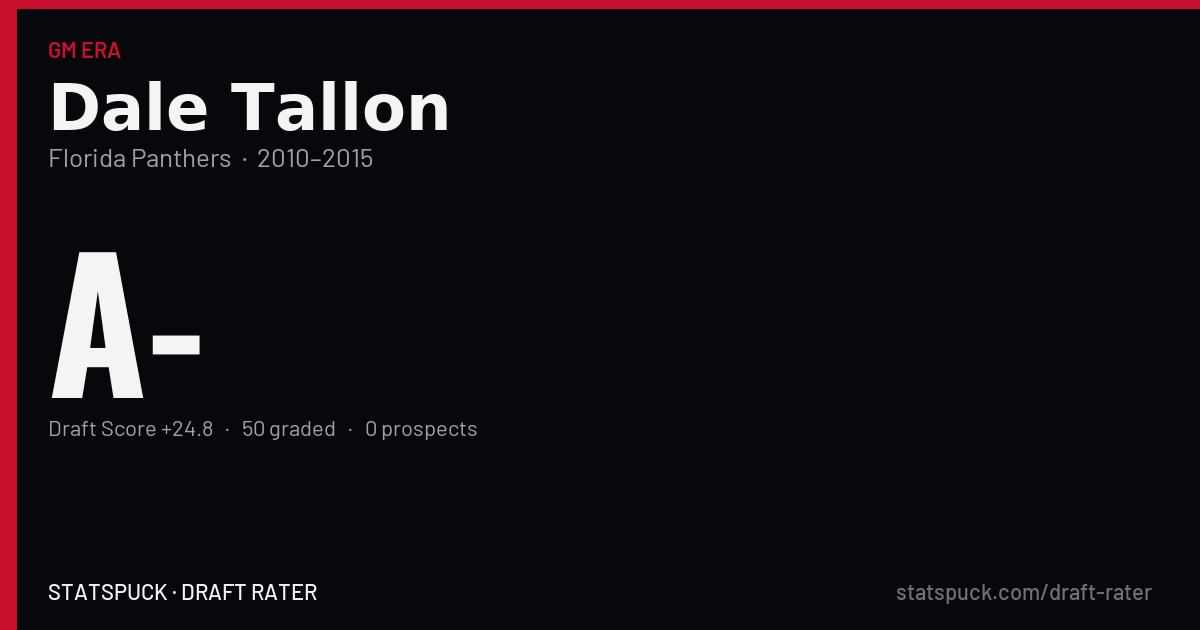 GM ERA
Dale Tallon
Florida Panthers · 2010–2015
A-
Draft Score +24.8 · 50 graded · 0 prospects
STATSPUCK · DRAFT RATER
statspuck.com/draft-rater